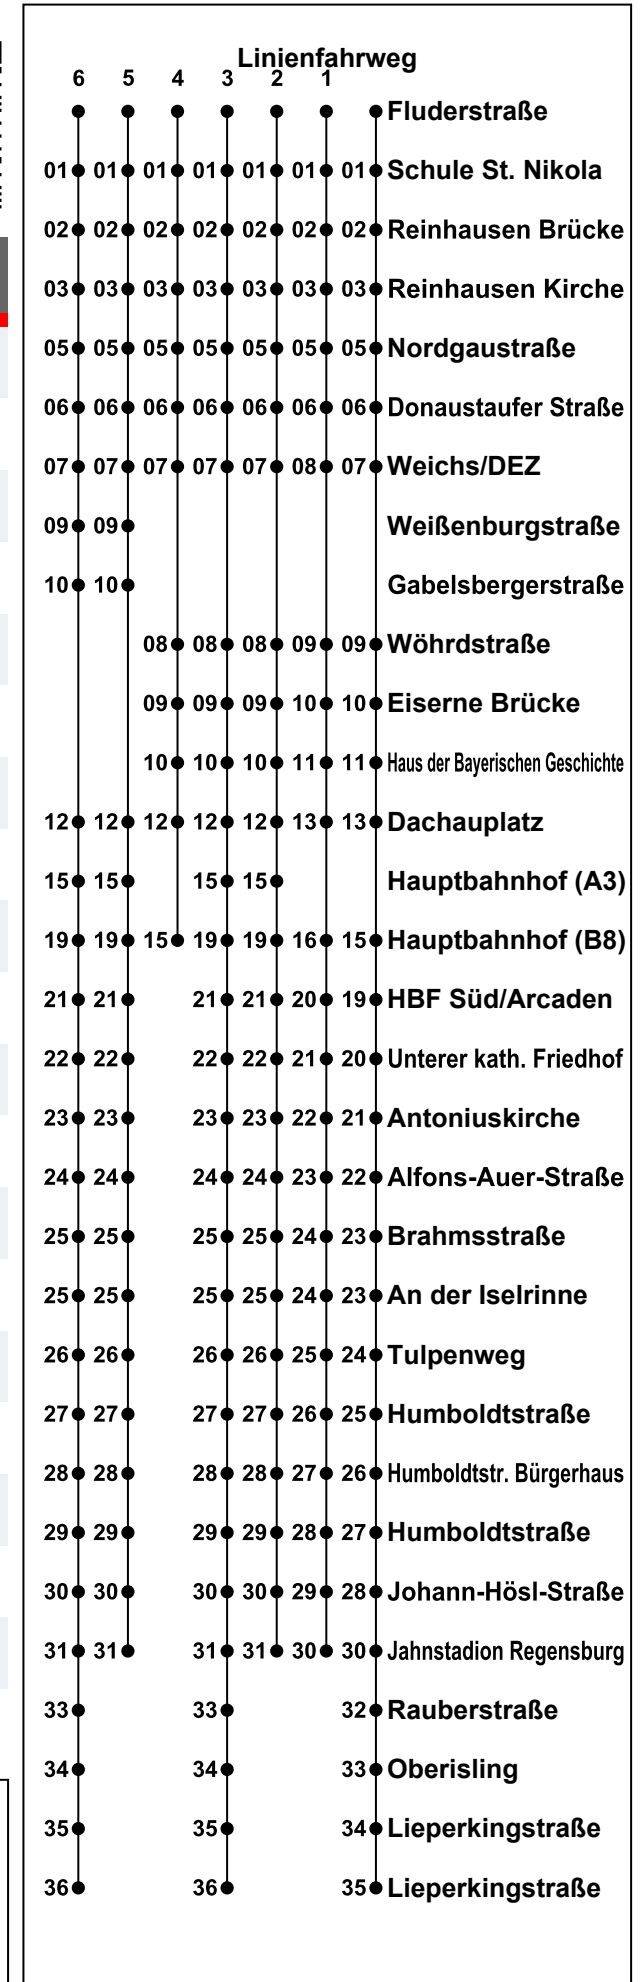 Linienfahrweg
6 5 4 3 2 1
Fluderstraße
01 01 01 01 01 01 01 Schule St. Nikola
02 02 02 02 02 02 02 Reinhausen Brücke
03 03 03 03 03 03 03 Reinhausen Kirche
05 05 05 05 05 05 05 Nordgaustraße
06 06 06 06 06 06 06 Donaustaufer Straße
07 07 07 07 07 08 07 Weichs/DEZ
09 09 Weißenburgstraße
10 10 Gabelsbergerstraße
08 08 08 09 09 Wöhrdstraße
09 09 09 10 10 Eiserne Brücke
10 10 10 11 11 Haus der Bayerischen Geschichte
12 12 12 12 12 13 13 Dachauplatz
15 15 15 15 Hauptbahnhof (A3)
19 19 15 19 19 16 15 Hauptbahnhof (B8)
21 21 21 21 20 19 HBF Süd/Arcaden
22 22 22 22 21 20 Unterer kath. Friedhof
23 23 23 23 22 21 Antoniuskirche
24 24 24 24 23 22 Alfons-Auer-Straße
25 25 25 25 24 23 Brahmsstraße
25 25 25 25 24 23 An der Iselrinne
26 26 26 26 25 24 Tulpenweg
27 27 27 27 26 25 Humboldtstraße
28 28 28 28 27 26 Humboldtstr. Bürgerhaus
29 29 29 29 28 27 Humboldtstraße
30 30 30 30 29 28 Johann-Hösl-Straße
31 31 31 31 30 30 Jahnstadion Regensburg
33 33 32 Rauberstraße
34 34 33 Oberisling
35 35 34 Lieperkingstraße
36 36 35 Lieperkingstraße